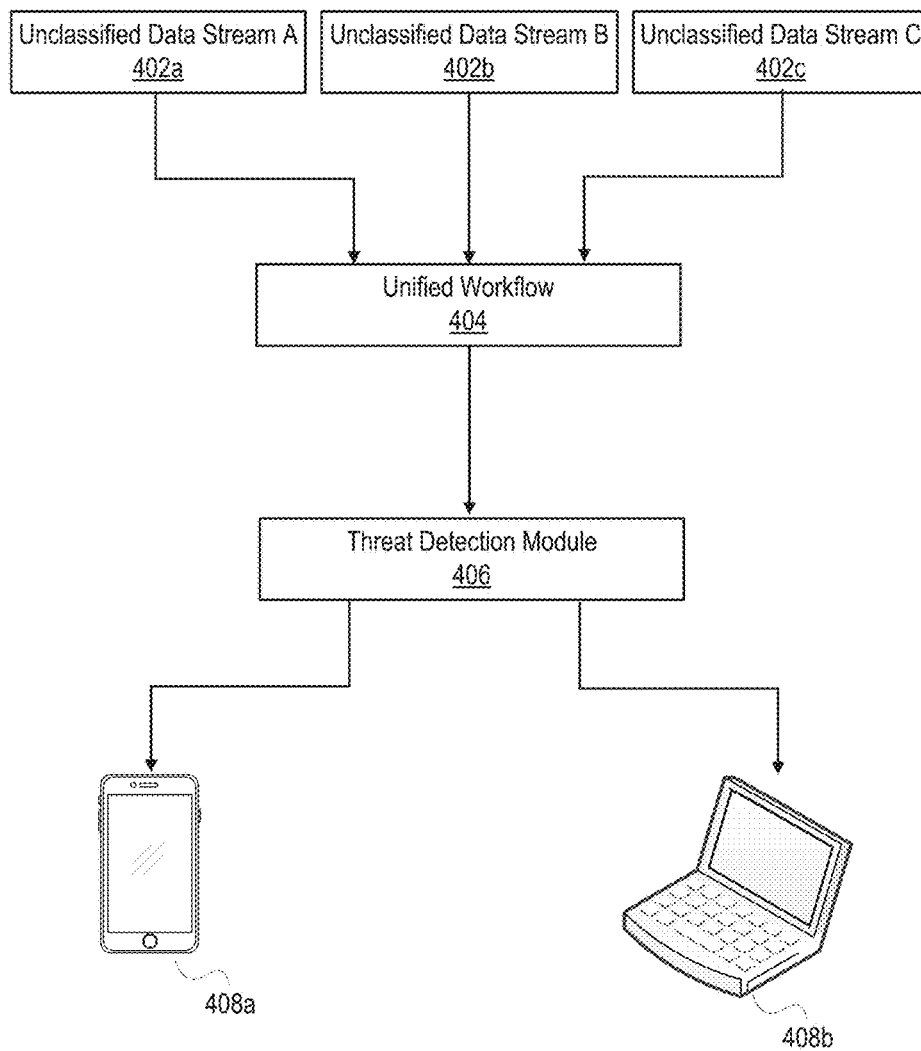 Unclassified Data Stream A
402a
Unclassified Data Stream B
402b
Unclassified Data Stream C
402c
Unified Workflow
404
Threat Detection Module
406
408a
408b